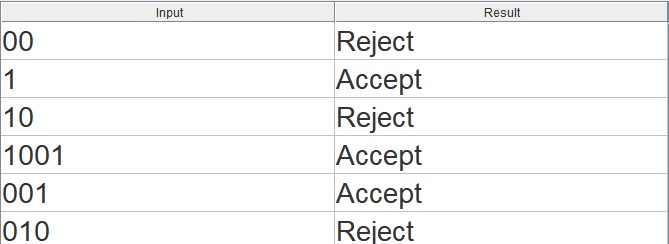 Input Result
00 Reject
1 Accept
10 Reject
1001 Accept
001 Accept
010 Reject